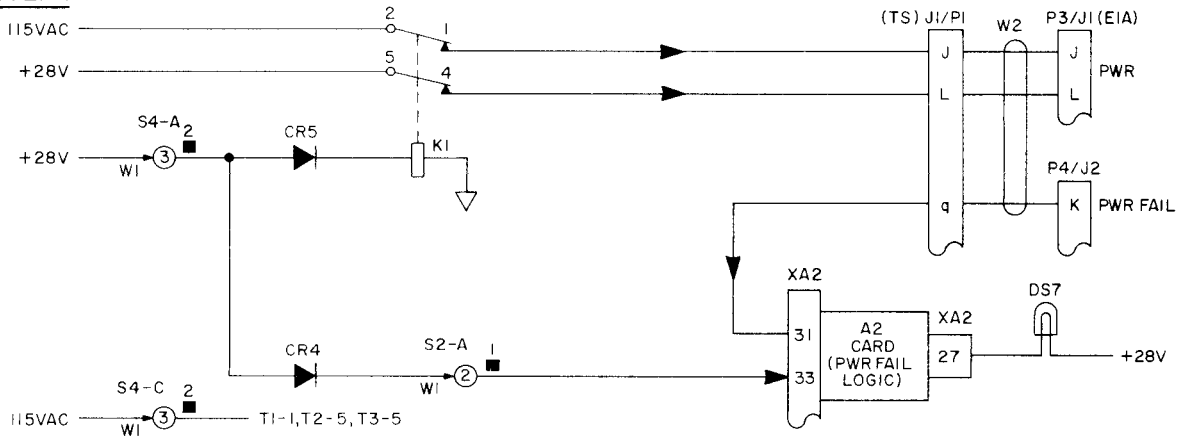 115VAC
2
1
(TS) J1/P1
W2
P3/J1 (E1A)
J
J
PWR
+28V
5
4
L
L
S4-A
2
CR5
K1
+28V
W1
3
P4/J2
q
K
PWR FAIL
XA2
DS7
31
A2
CARD
(PWR FAIL
LOGIC)
XA2
27
+28V
33
CR4
S2-A
1
W1
2
S4-C
2
115VAC
W1
3
T1-1, T2-5, T3-5